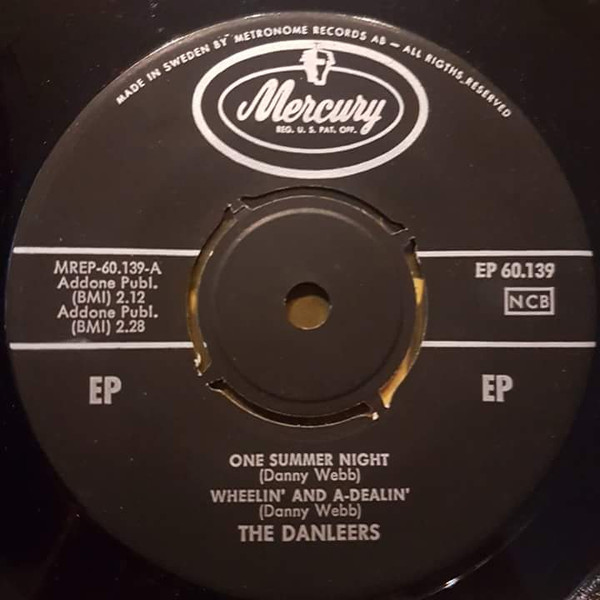 MADE IN SWEDEN BY METRONOME RECORDS AB – ALL RIGTHS RESERVED
Mercury
REG. U. S. PAT. OFF.
MREP-60.139-A
Addone Publ.
(BMI) 2.12
Addone Publ.
(BMI) 2.28
EP 60.139
NCB
EP
EP
ONE SUMMER NIGHT
(Danny Webb)
WHEELIN' AND A-DEALIN'
(Danny Webb)
THE DANLEERS